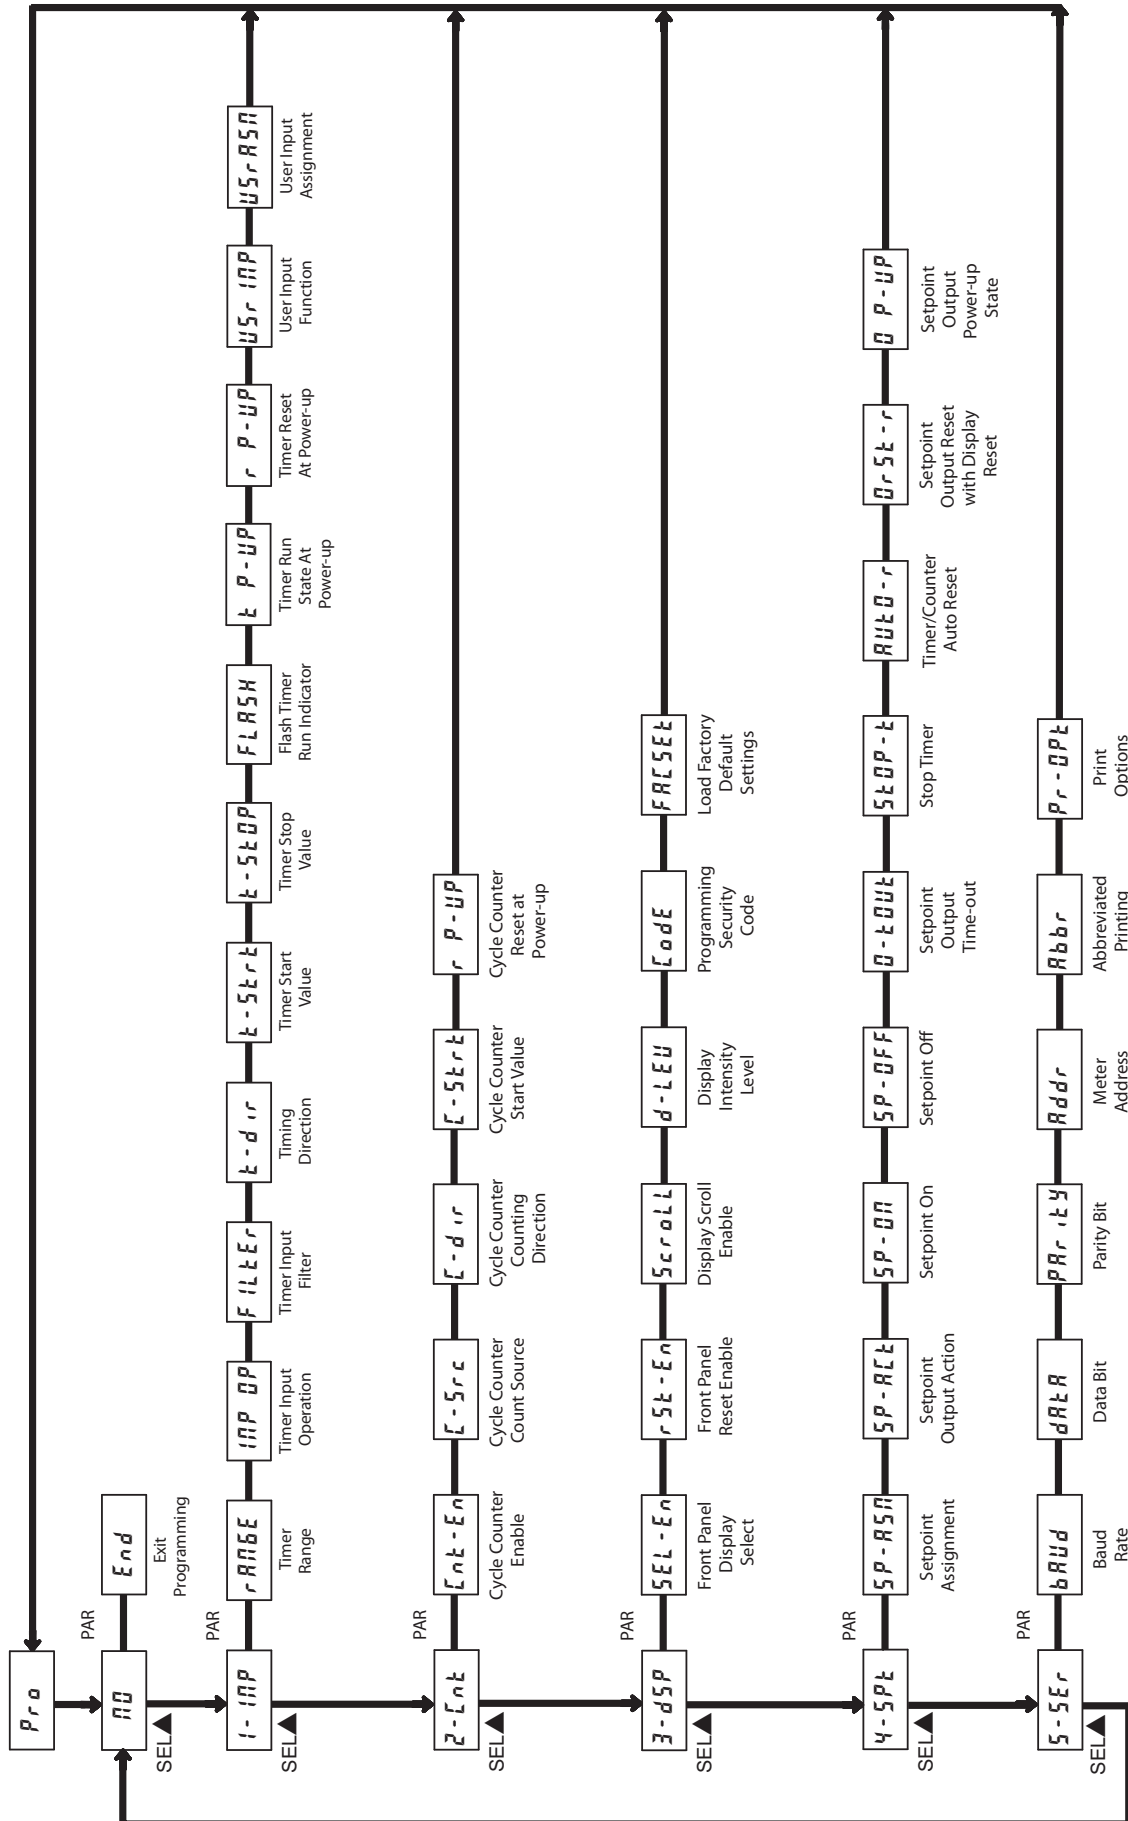 Pro
NO
PAR
End
Exit
Programming
SEL▲
1-INP
PAR
rANGE
Timer
Range
INP OP
Timer Input
Operation
FILtEr
Timer Input
Filter
t-dir
Timing
Direction
t-Strt
Timer Start
Value
t-StOP
Timer Stop
Value
FLASH
Flash Timer
Run Indicator
t P-UP
Timer Run
State At
Power-up
r P-UP
Timer Reset
At Power-up
USrINP
User Input
Function
USrASN
User Input
Assignment
SEL▲
2-Cnt
PAR
Cnt-En
Cycle Counter
Enable
C-Src
Cycle Counter
Count Source
C-dir
Cycle Counter
Counting
Direction
C-Strt
Cycle Counter
Start Value
r P-UP
Cycle Counter
Reset at
Power-up
SEL▲
3-dSP
PAR
SEL-En
Front Panel
Display
Select
rSt-En
Front Panel
Reset Enable
ScroLL
Display Scroll
Enable
d-LEU
Display
Intensity
Level
CodE
Programming
Security
Code
FACSEt
Load Factory
Default
Settings
SEL▲
4-SPt
PAR
SP-ASN
Setpoint
Assignment
SP-ACt
Setpoint
Output Action
SP-ON
Setpoint On
SP-OFF
Setpoint Off
O-tOUt
Setpoint
Output
Time-out
StOP-t
Stop Timer
AUtO-r
Timer/Counter
Auto Reset
OrSt-r
Setpoint
Output Reset
with Display
Reset
O P-UP
Setpoint
Output
Power-up
State
SEL▲
5-SEr
PAR
bAUd
Baud
Rate
dAtA
Data Bit
PArity
Parity Bit
Addr
Meter
Address
Abbr
Abbreviated
Printing
Pr-OPt
Print
Options
SEL▲